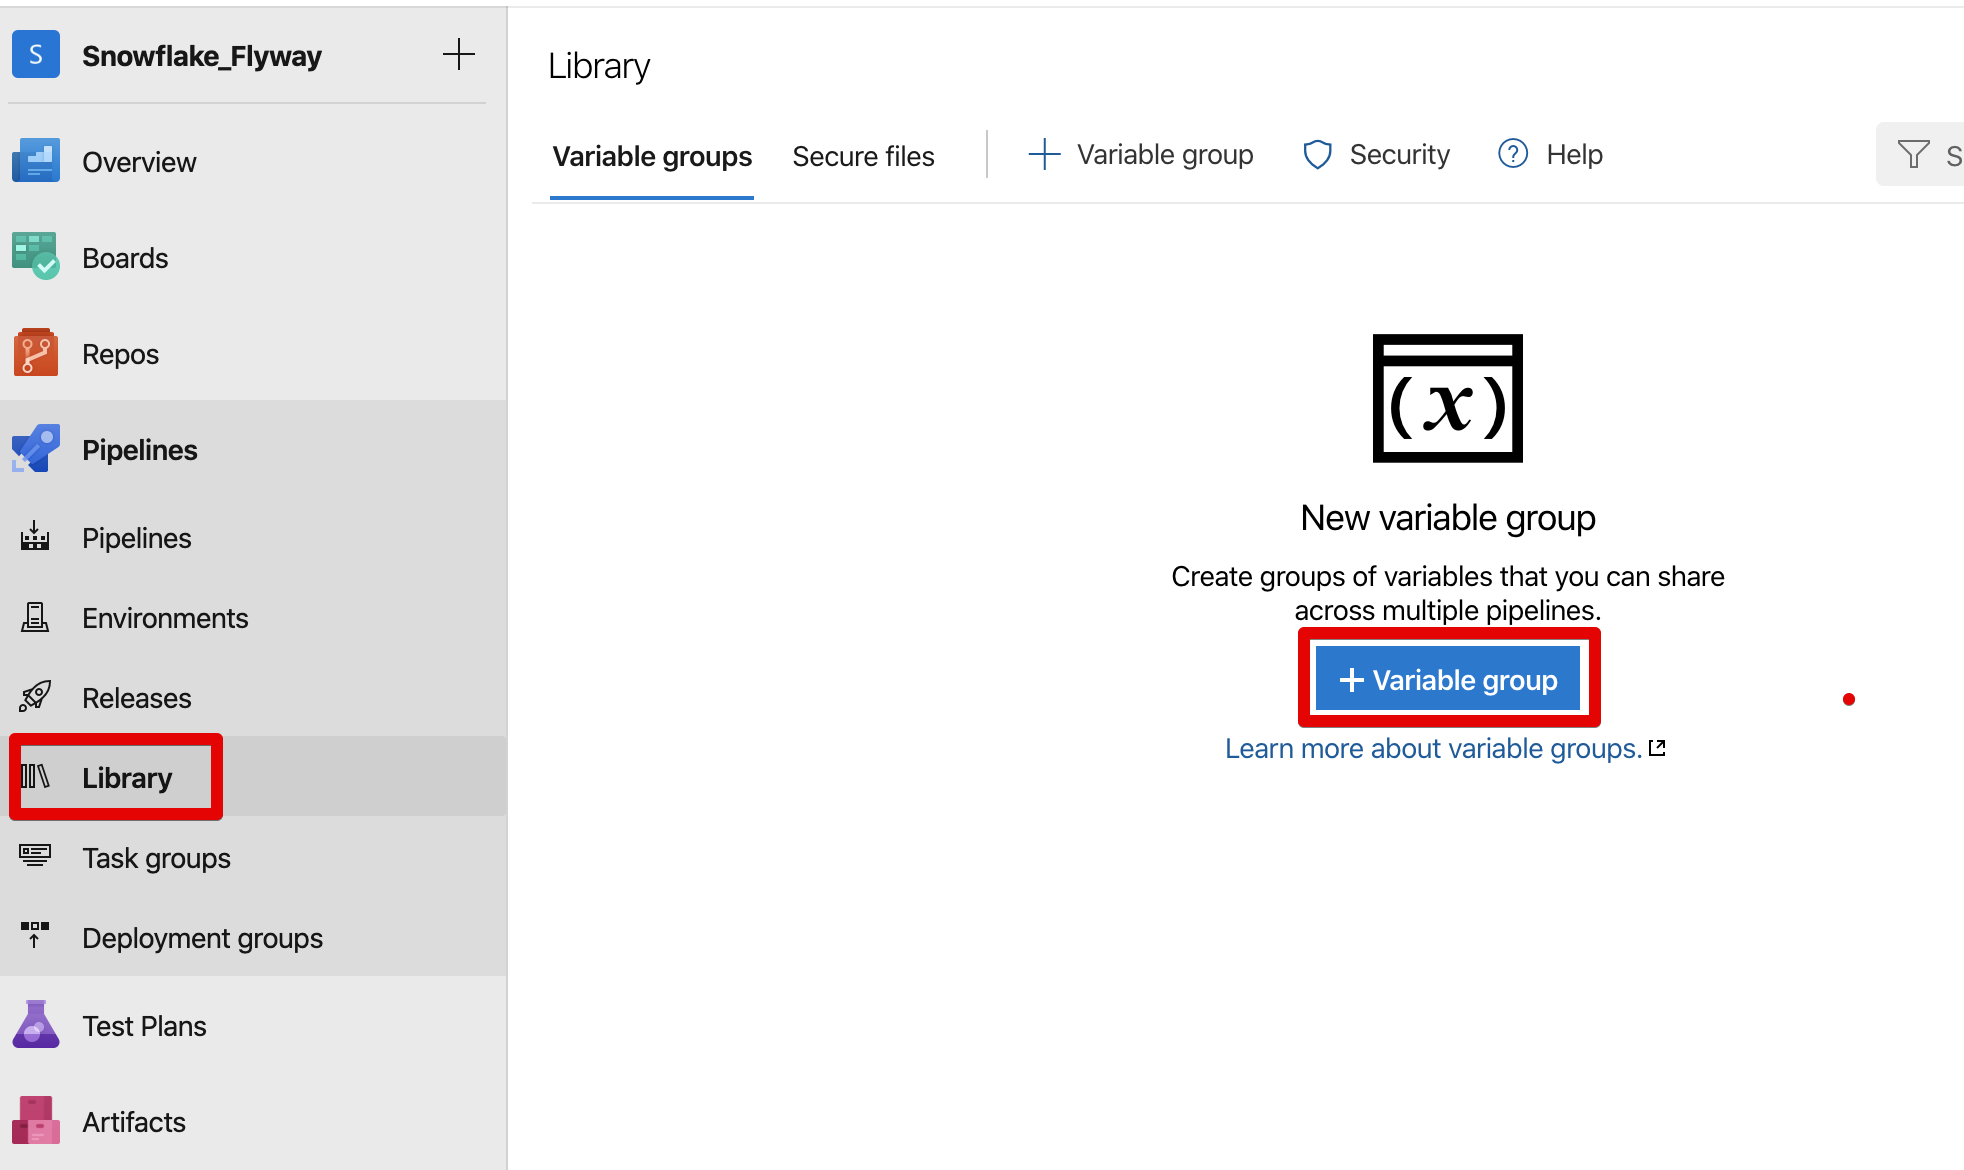 S Snowflake_Flyway
Overview
Boards
Repos
Pipelines
Pipelines
Environments
Releases
Library
Task groups
Deployment groups
Test Plans
Artifacts
Library
Variable groups Secure files Variable group Security ? Help S
(x)
New variable group
Create groups of variables that you can share
across multiple pipelines.
+ Variable group
Learn more about variable groups.